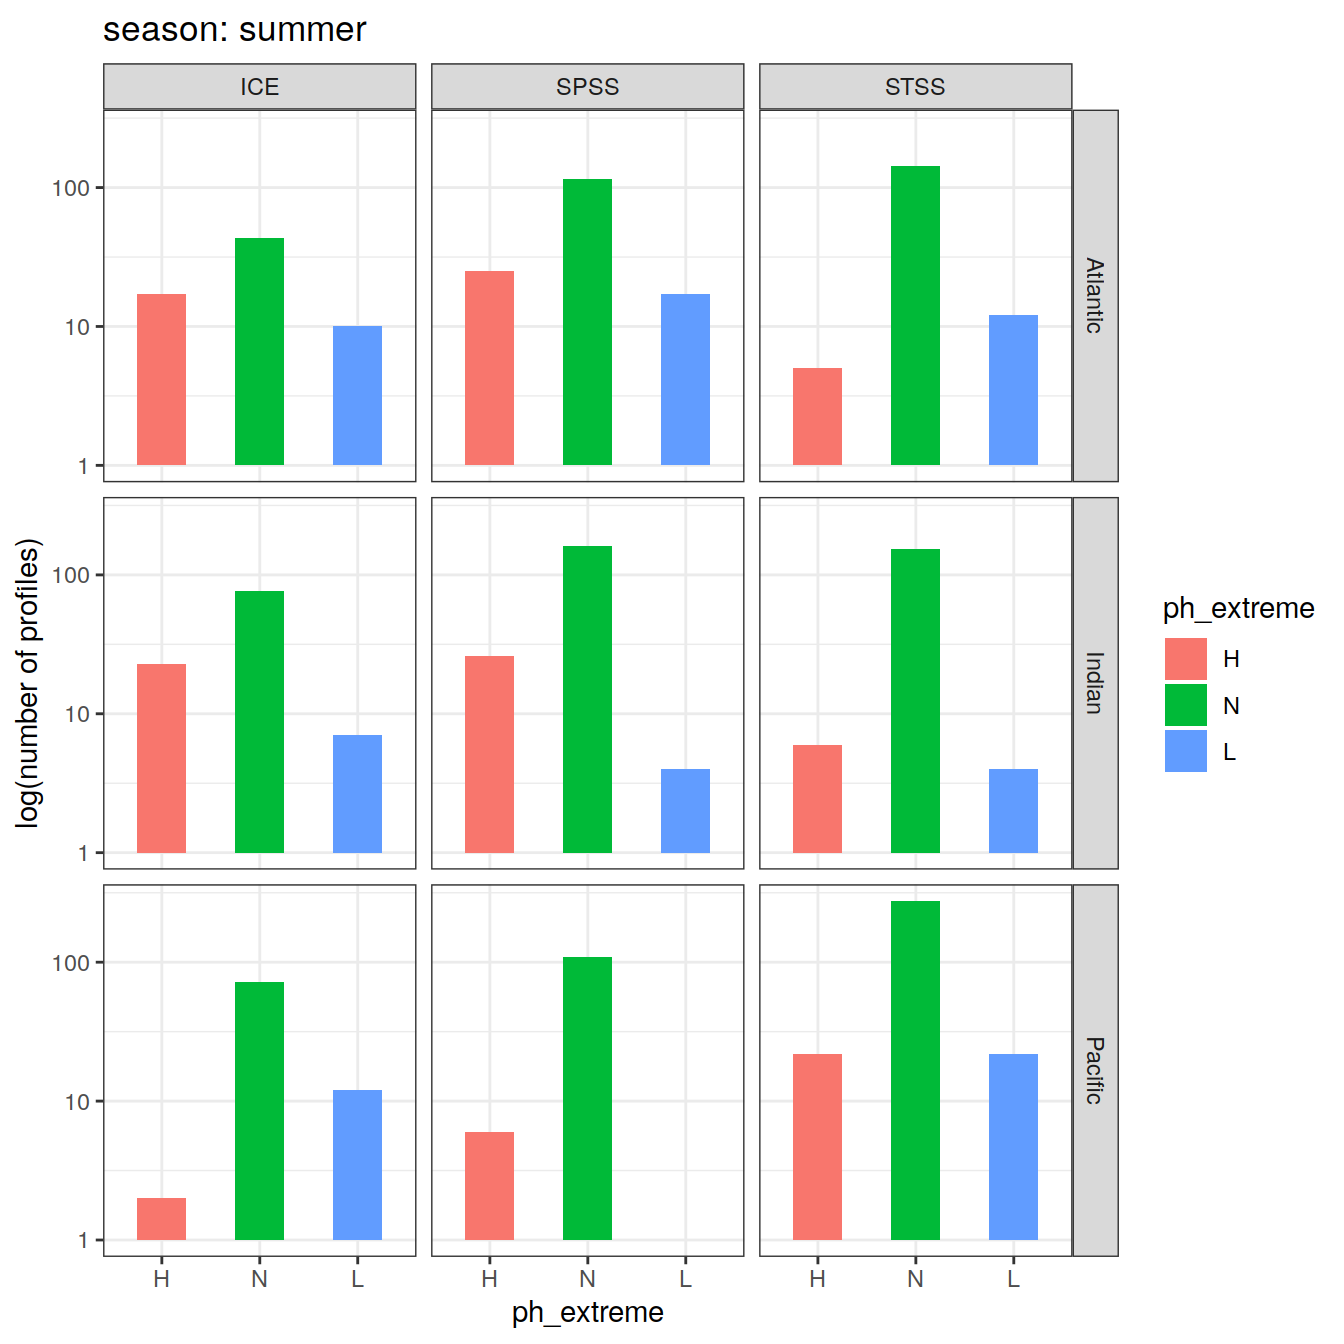 season: summer
ICE SPSS STSS
100
10
1
Atlantic
100
10
1
Indian
100
10
1
Pacific
H N L H N L H N L
ph_extreme
log(number of profiles)
ph_extreme
H
N
L